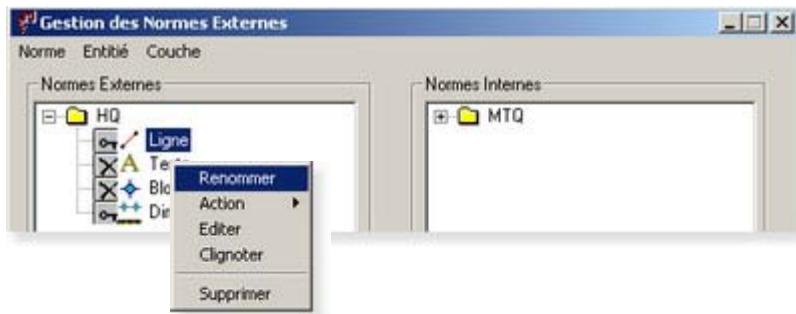 Gestion des Normes Externes
Norme Entitié Couche
Normes Externes
HQ
Ligne
Normes Internes
MTQ
Renommer
Action
Editer
Clignoter
Supprimer